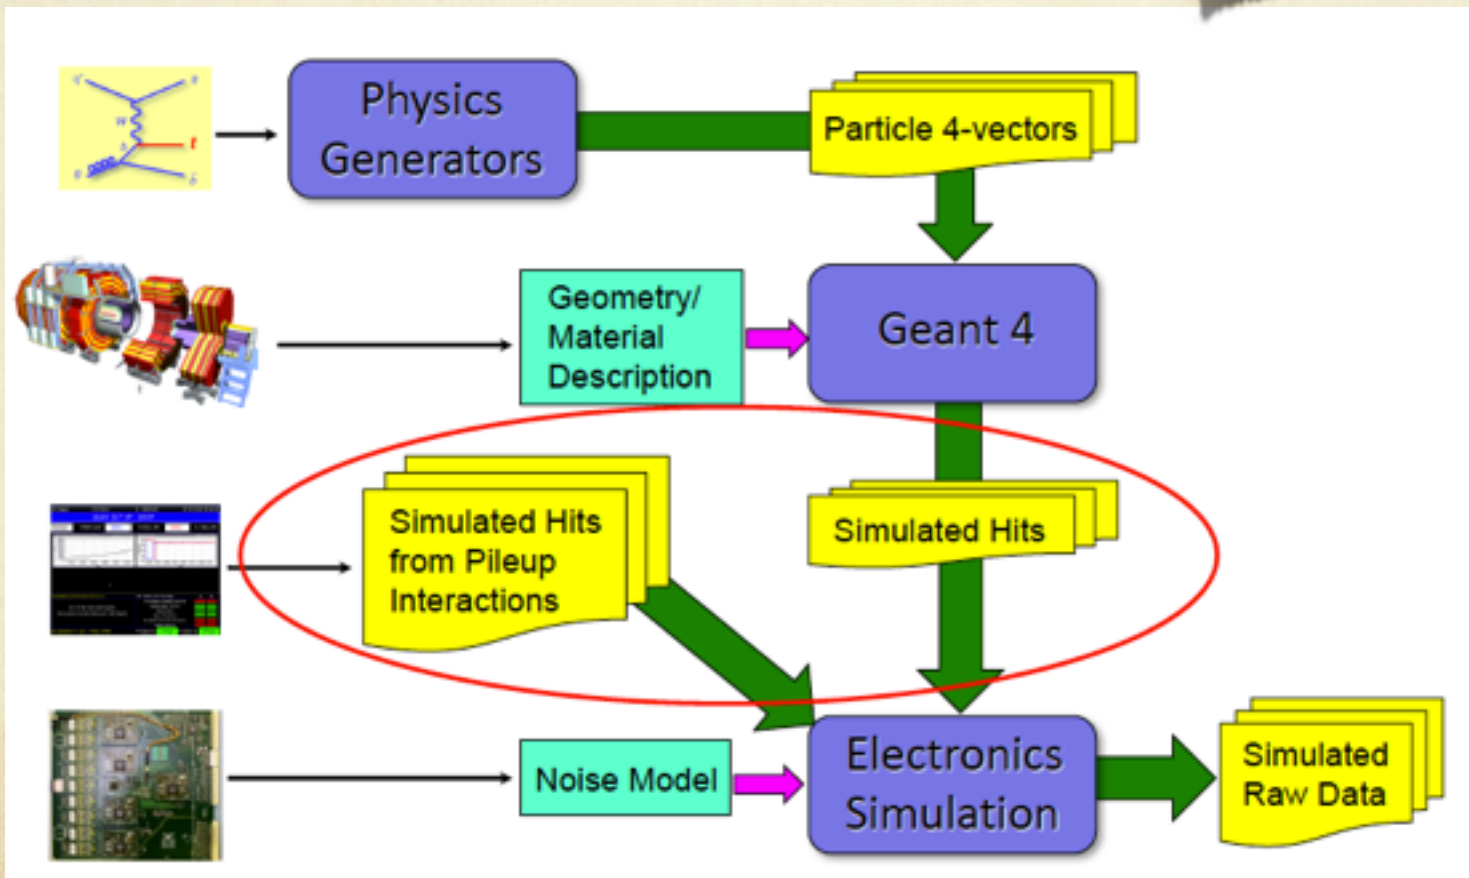 Physics
Generators
Particle 4-vectors
Geometry/
Material
Description
Geant 4
Simulated Hits
from Pileup
Interactions
Simulated Hits
Noise Model
Electronics
Simulation
Simulated
Raw Data